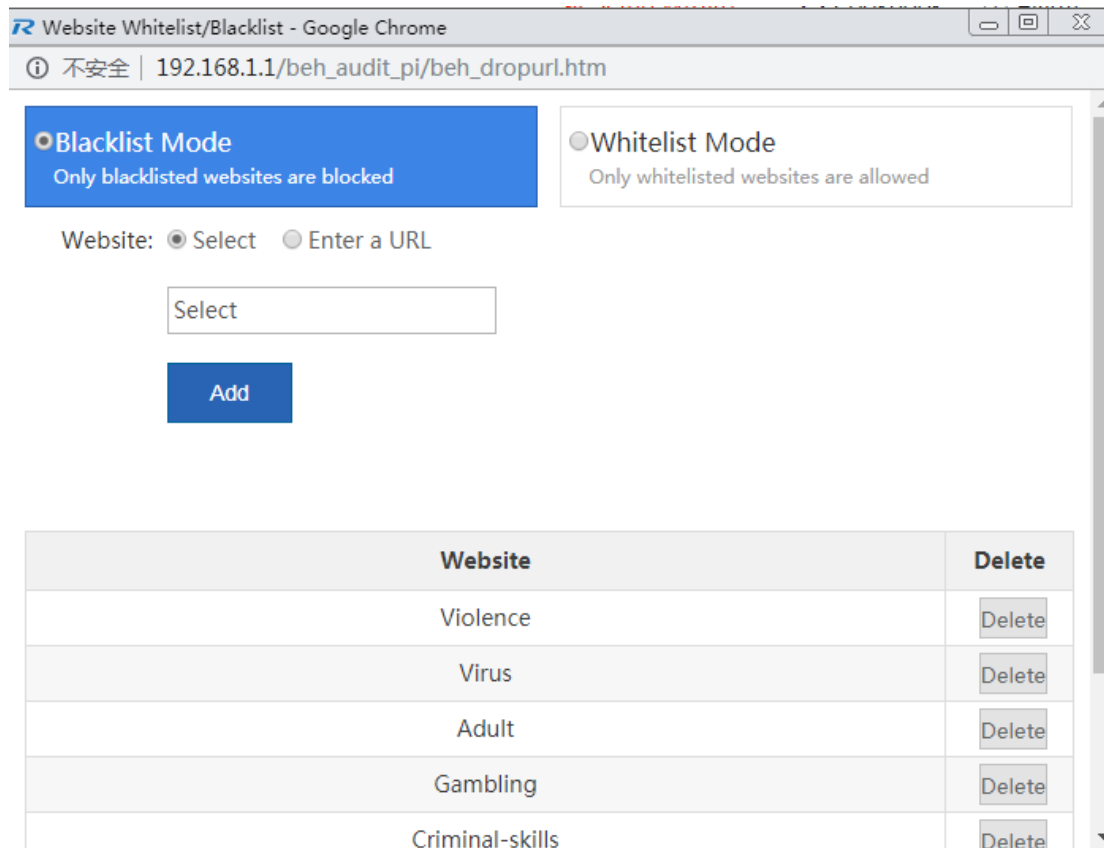 Website Whitelist/Blacklist - Google Chrome
不安全 | 192.168.1.1/beh_audit_pi/beh_dropurl.htm
Blacklist Mode
Only blacklisted websites are blocked
Whitelist Mode
Only whitelisted websites are allowed
Website: Select Enter a URL
Select
Add
Website Delete
Violence Delete
Virus Delete
Adult Delete
Gambling Delete
Criminal-skills Delete